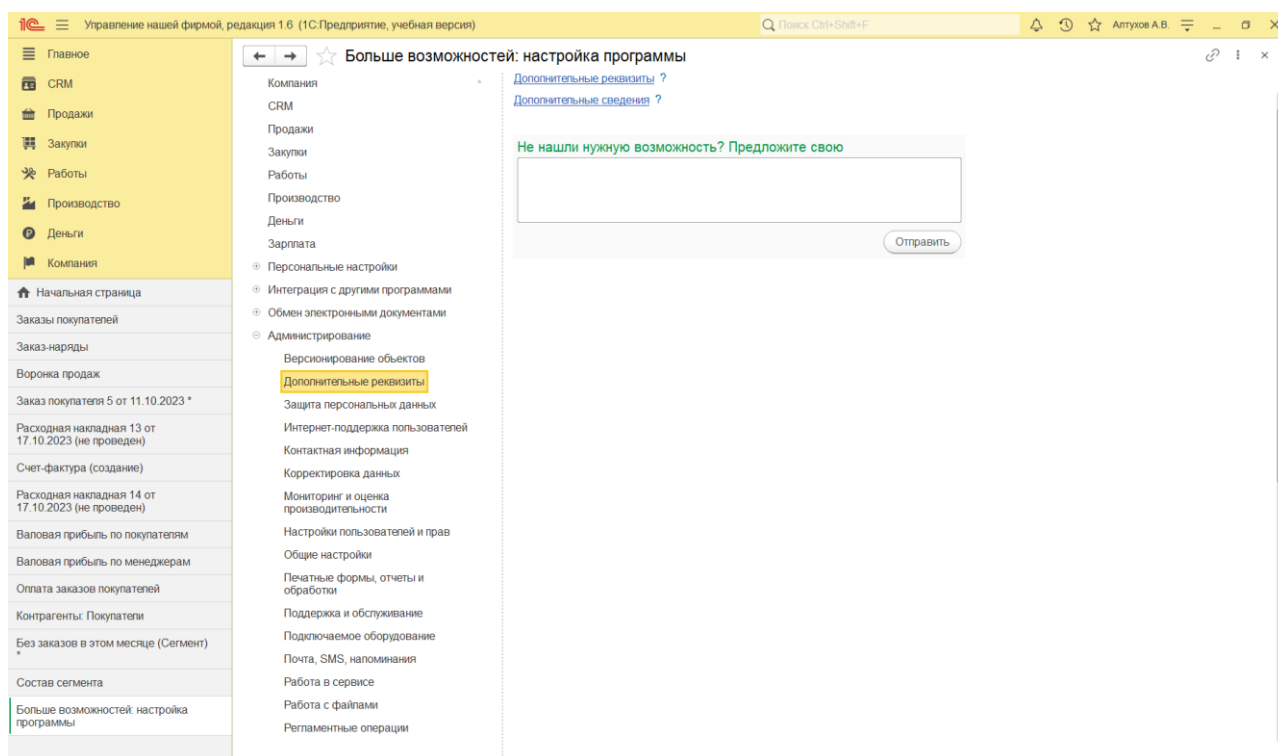 1С Управление нашей фирмой, редакция 1.6 (1С:Предприятие, учебная версия)
Поиск Ctrl+Shift+F
Аптухов А.В.
Главное
CRM
Продажи
Закупки
Работы
Производство
Деньги
Компания
Начальная страница
Заказы покупателей
Заказ-наряды
Воронка продаж
Заказ покупателя 5 от 11.10.2023 *
Расходная накладная 13 от
17.10.2023 (не проведен)
Счет-фактура (создание)
Расходная накладная 14 от
17.10.2023 (не проведен)
Валовая прибыль по покупателям
Валовая прибыль по менеджерам
Оплата заказов покупателей
Контрагенты: Покупатели
Без заказов в этом месяце (Сегмент)
*
Состав сегмента
Больше возможностей: настройка
программы
Больше возможностей: настройка программы
Компания
CRM
Продажи
Закупки
Работы
Производство
Деньги
Зарплата
Персональные настройки
Интеграция с другими программами
Обмен электронными документами
Администрирование
Версионирование объектов
Дополнительные реквизиты
Защита персональных данных
Интернет-поддержка пользователей
Контактная информация
Корректировка данных
Мониторинг и оценка
производительности
Настройки пользователей и прав
Общие настройки
Печатные формы, отчеты и
обработки
Поддержка и обслуживание
Подключаемое оборудование
Почта, SMS, напоминания
Работа в сервисе
Работа с файлами
Регламентные операции
Дополнительные реквизиты ?
Дополнительные сведения ?
Не нашли нужную возможность? Предложите свою
Отправить